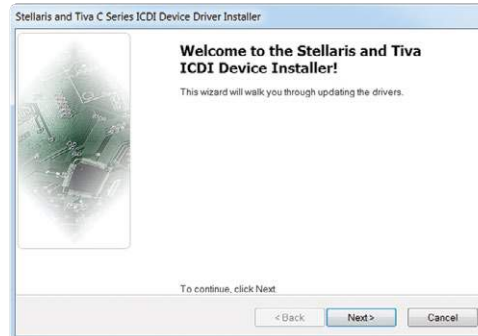 Stellaris and Tiva C Series ICDI Device Driver Installer
Welcome to the Stellaris and Tiva
ICDI Device Installer!
This wizard will walk you through updating the drivers.
To continue, click Next.
< Back Next > Cancel